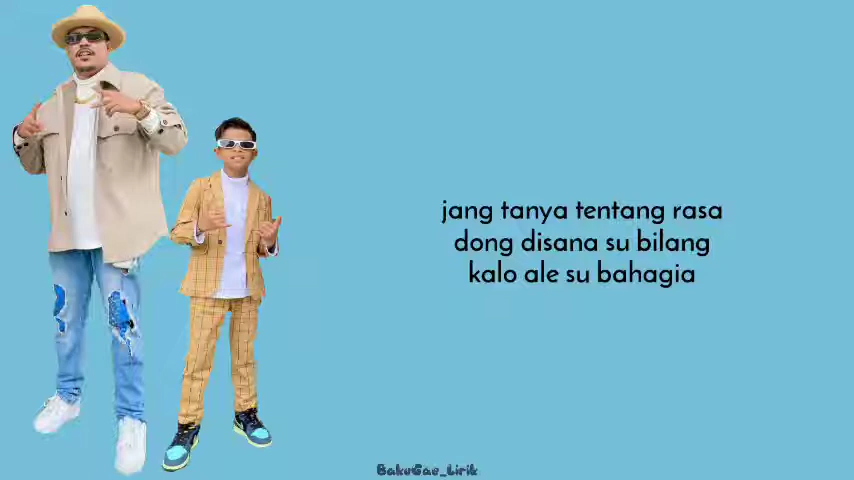 jang tanya tentang rasa
dong disana su bilang
kalo ale su bahagia
BakuGae_Lirik